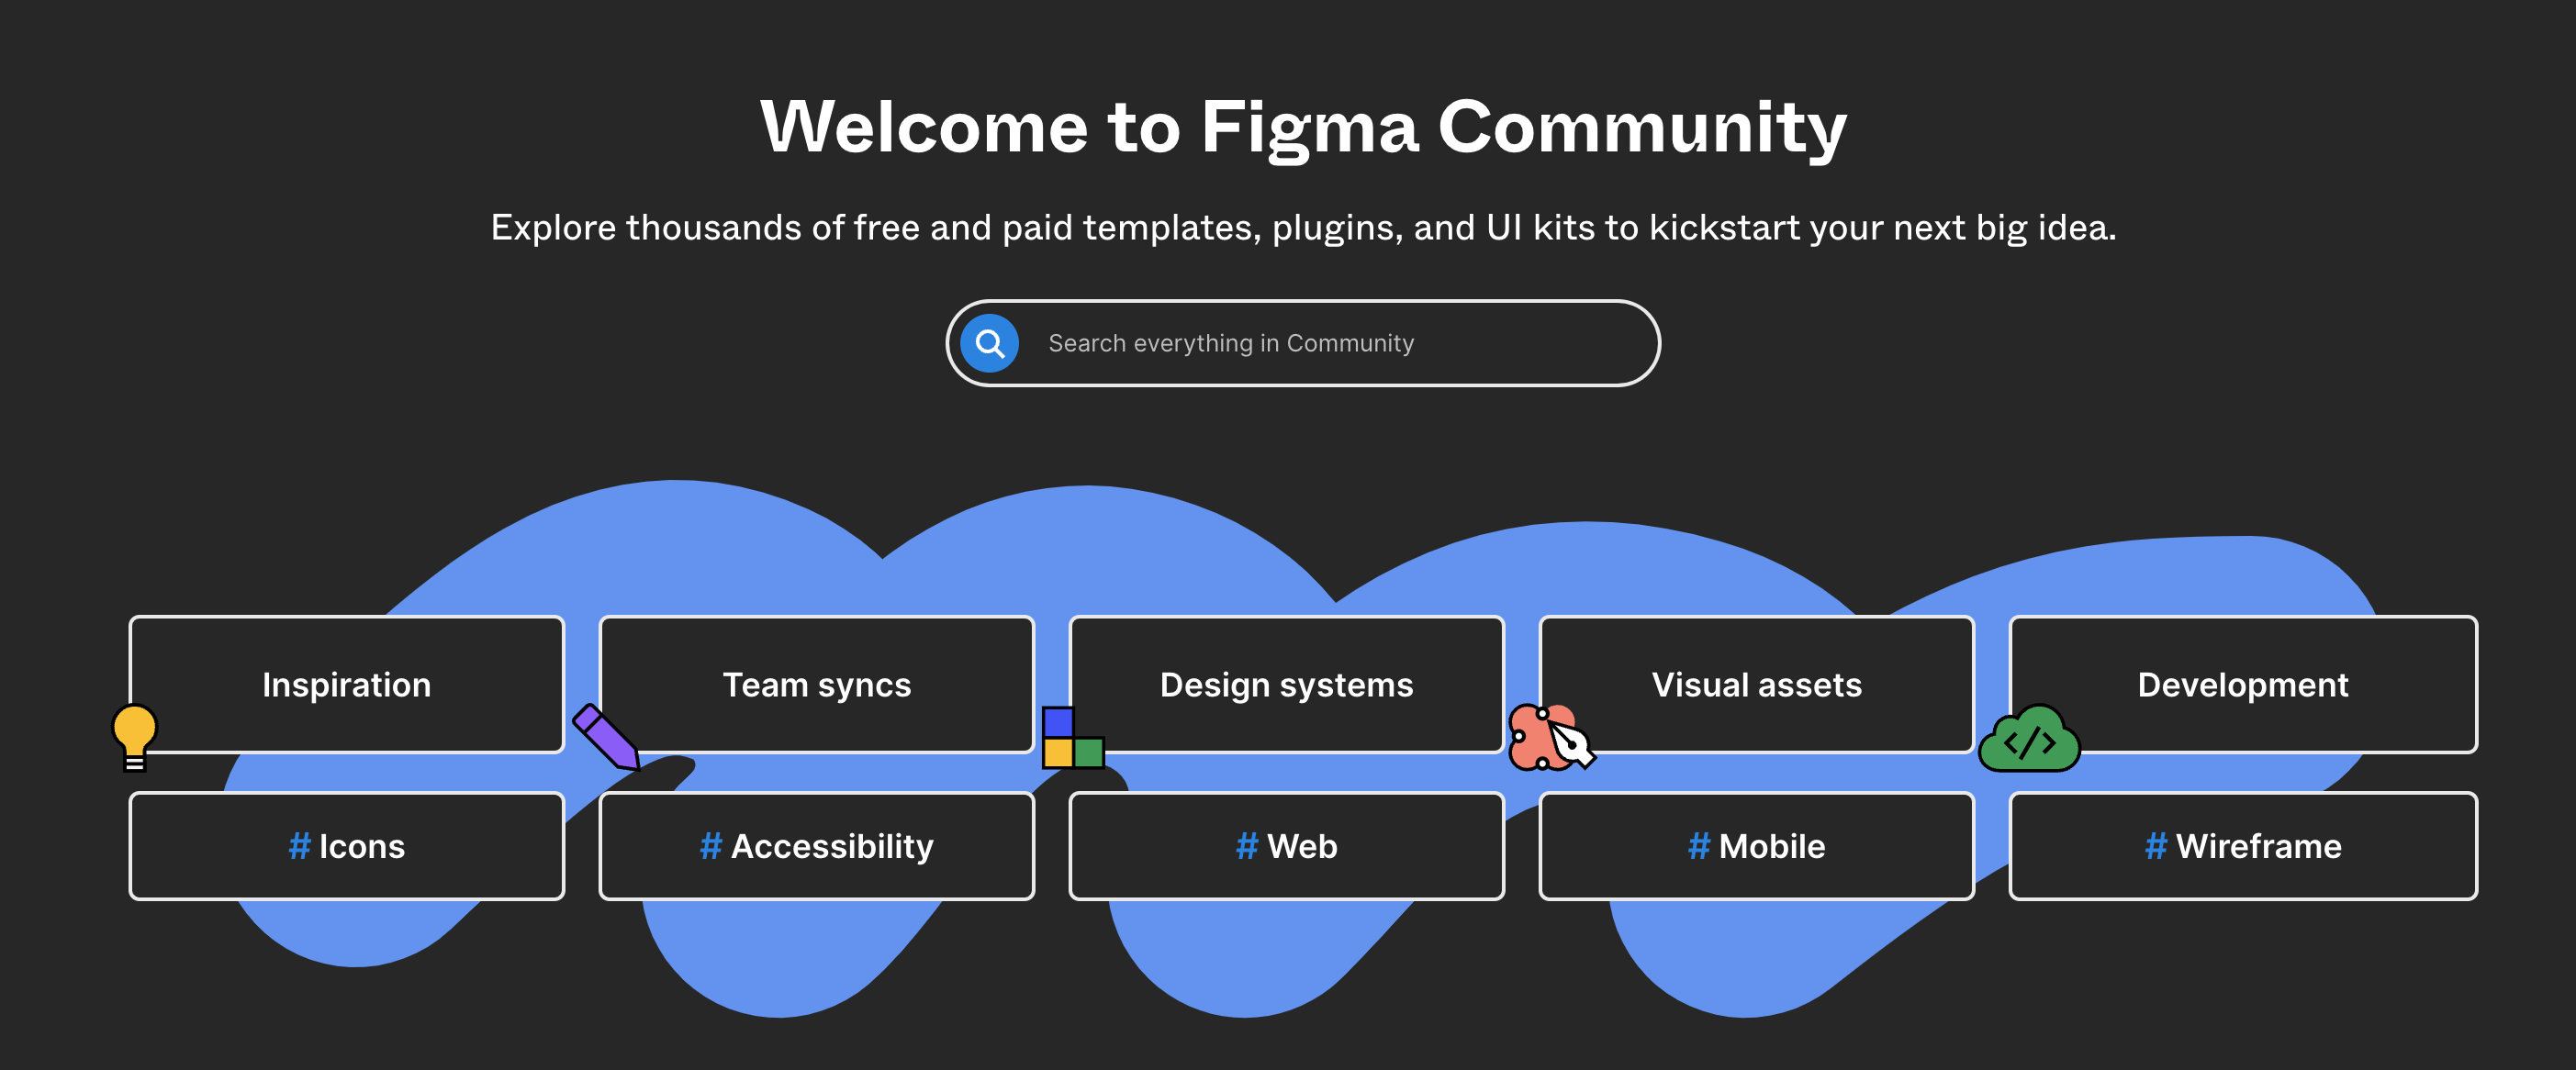 Welcome to Figma Community
Explore thousands of free and paid templates, plugins, and UI kits to kickstart your next big idea.
Search everything in Community
Inspiration
Team syncs
Design systems
Visual assets
Development
</>
# Icons
# Accessibility
# Web
# Mobile
# Wireframe